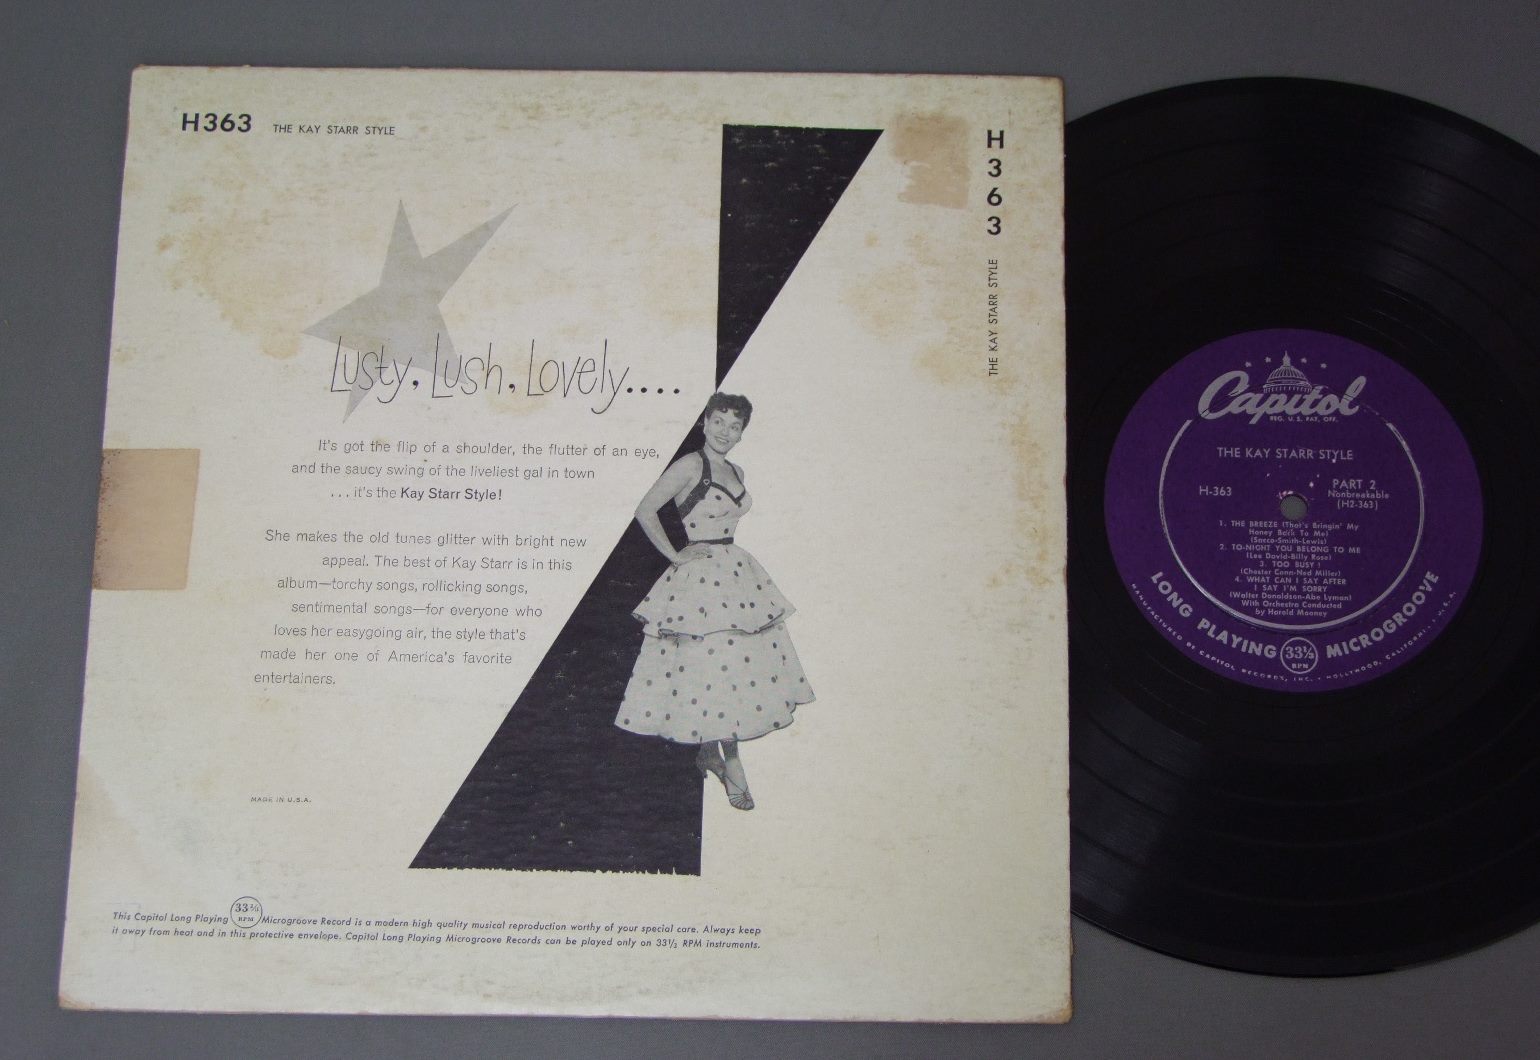 H363 THE KAY STARR STYLE
H
3
6
3
THE KAY STARR STYLE
Lusty, Lush, Lovely....
It's got the flip of a shoulder, the flutter of an eye,
and the saucy swing of the liveliest gal in town
... it's the Kay Starr Style!
She makes the old tunes glitter with bright new
appeal. The best of Kay Starr is in this
album—torchy songs, rollicking songs,
sentimental songs—for everyone who
loves her easygoing air, the style that's
made her one of America's favorite
entertainers.
MADE IN U.S.A.
This Capitol Long Playing 33⅓ RPM Microgroove Record is a modern high quality musical reproduction worthy of your special care. Always keep
it away from heat and in this protective envelope. Capitol Long Playing Microgroove Records can be played only on 33⅓ RPM instruments.
Capitol
REG. U. S. PAT. OFF.
THE KAY STARR STYLE
H-363
PART 2
Nonbreakable
(H2-363)
1. THE BREEZE (That's Bringin' My
Honey Back To Me)
(Sacco-Smith-Lewis)
2. TO-NIGHT YOU BELONG TO ME
(Lee David-Billy Rose)
3. TOO BUSY !
(Chester Conn-Ned Miller)
4. WHAT CAN I SAY AFTER
I SAY I'M SORRY
(Walter Donaldson-Abe Lyman)
With Orchestra Conducted
by Harold Mooney
LONG PLAYING 33⅓ RPM MICROGROOVE
MANUFACTURED BY CAPITOL RECORDS, INC. • HOLLYWOOD, CALIFORNIA, U.S.A.